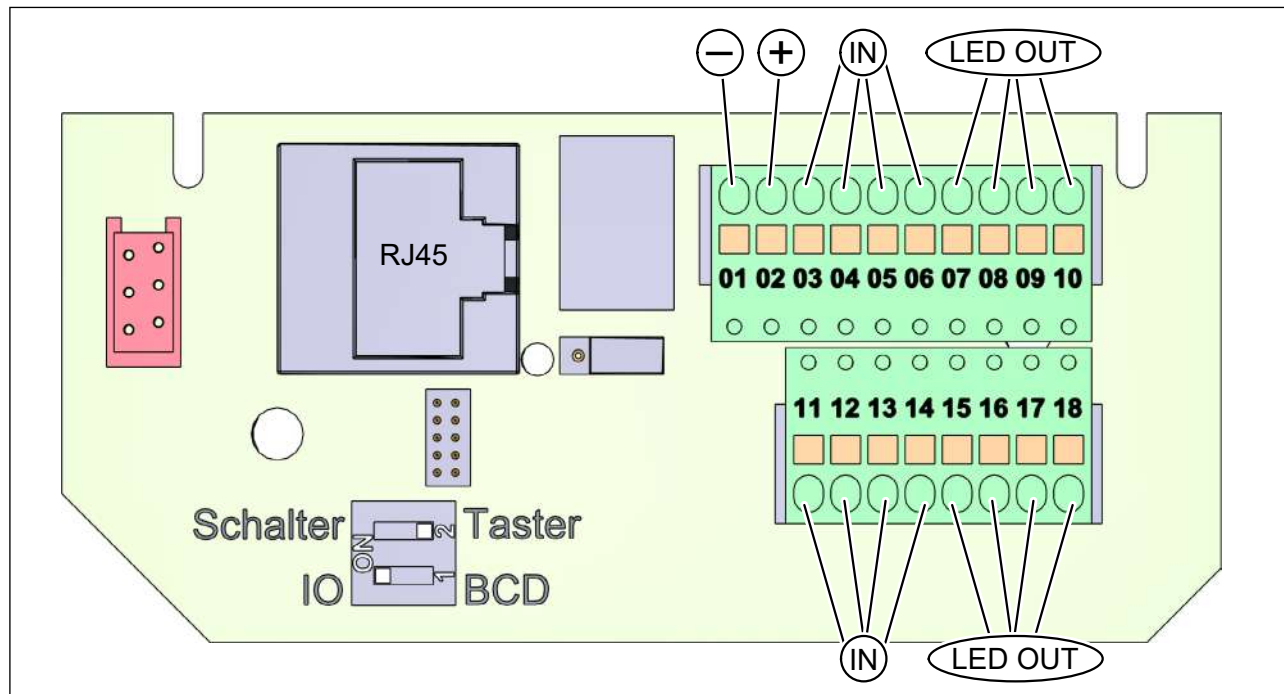 − + IN LED OUT
RJ45
01 02 03 04 05 06 07 08 09 10
11 12 13 14 15 16 17 18
Schalter ON 2 Taster
IO 1 BCD
IN LED OUT